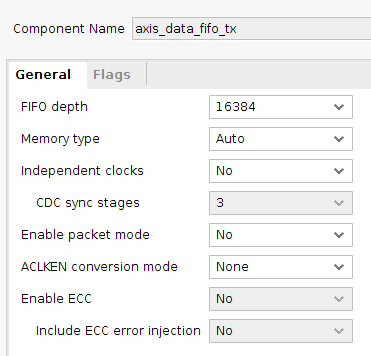 Component Name axis_data_fifo_tx
General Flags
FIFO depth 16384
Memory type Auto
Independent clocks No
CDC sync stages 3
Enable packet mode No
ACLKEN conversion mode None
Enable ECC No
Include ECC error injection No